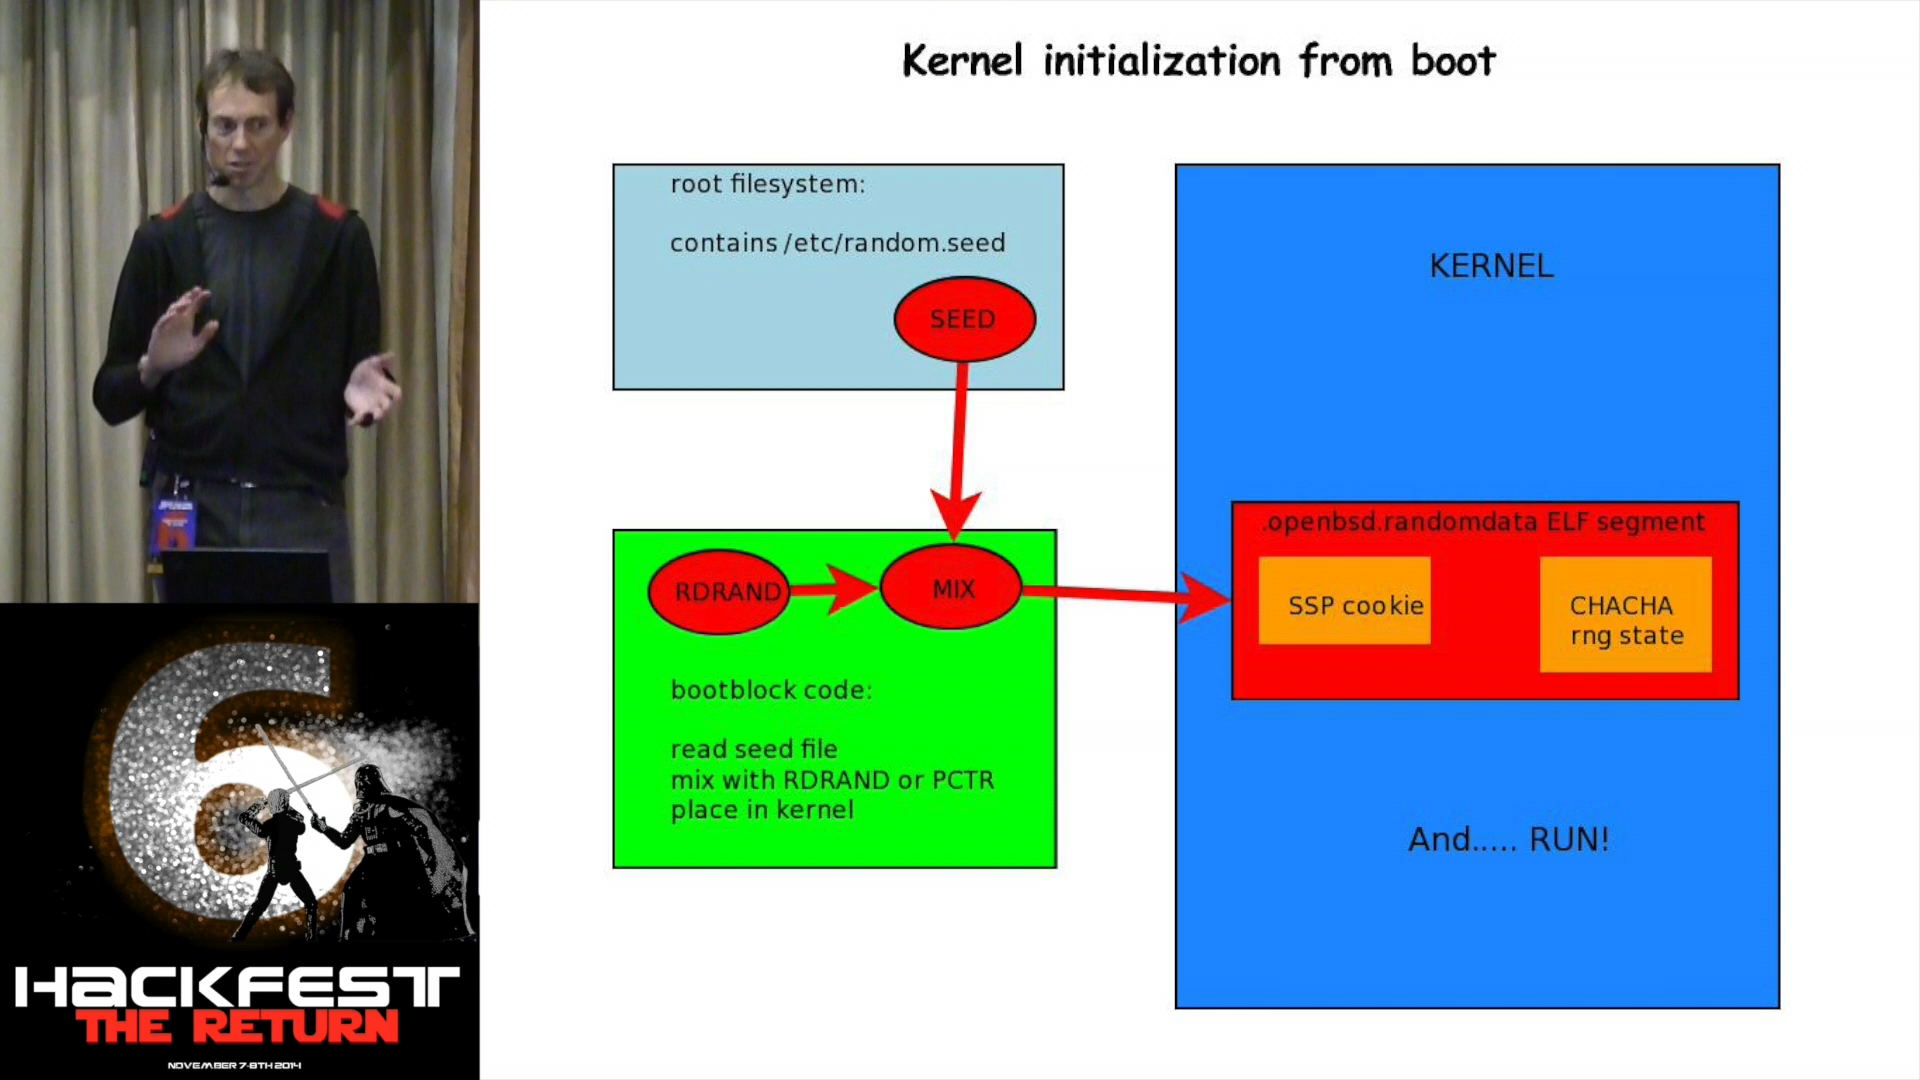 Kernel initialization from boot
root filesystem:
contains /etc/random.seed
SEED
RDRAND
MIX
bootblock code:
read seed file
mix with RDRAND or PCTR
place in kernel
KERNEL
.openbsd.randomdata ELF segment
SSP cookie
CHACHA
rng state
And..... RUN!
6
HACKFEST
THE RETURN
NOVEMBER 7-8TH 2014